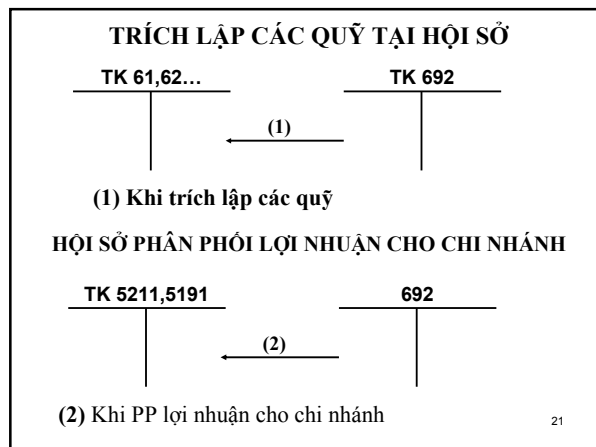 TRÍCH LẬP CÁC QUỸ TẠI HỘI SỞ
TK 61,62… TK 692
(1)
(1) Khi trích lập các quỹ
HỘI SỞ PHÂN PHỐI LỢI NHUẬN CHO CHI NHÁNH
TK 5211,5191 692
(2)
(2) Khi PP lợi nhuận cho chi nhánh
21